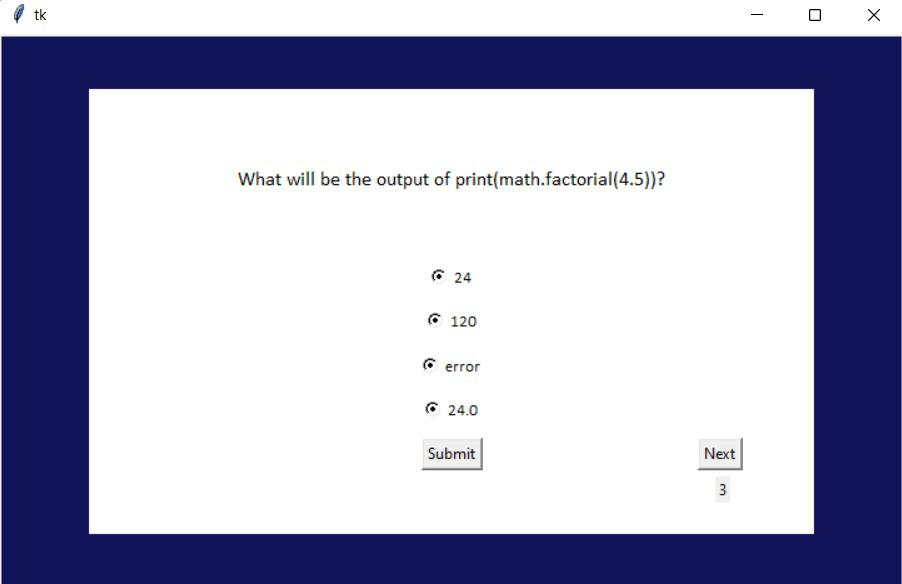 tk
What will be the output of print(math.factorial(4.5))?
24
120
error
24.0
Submit
Next
3